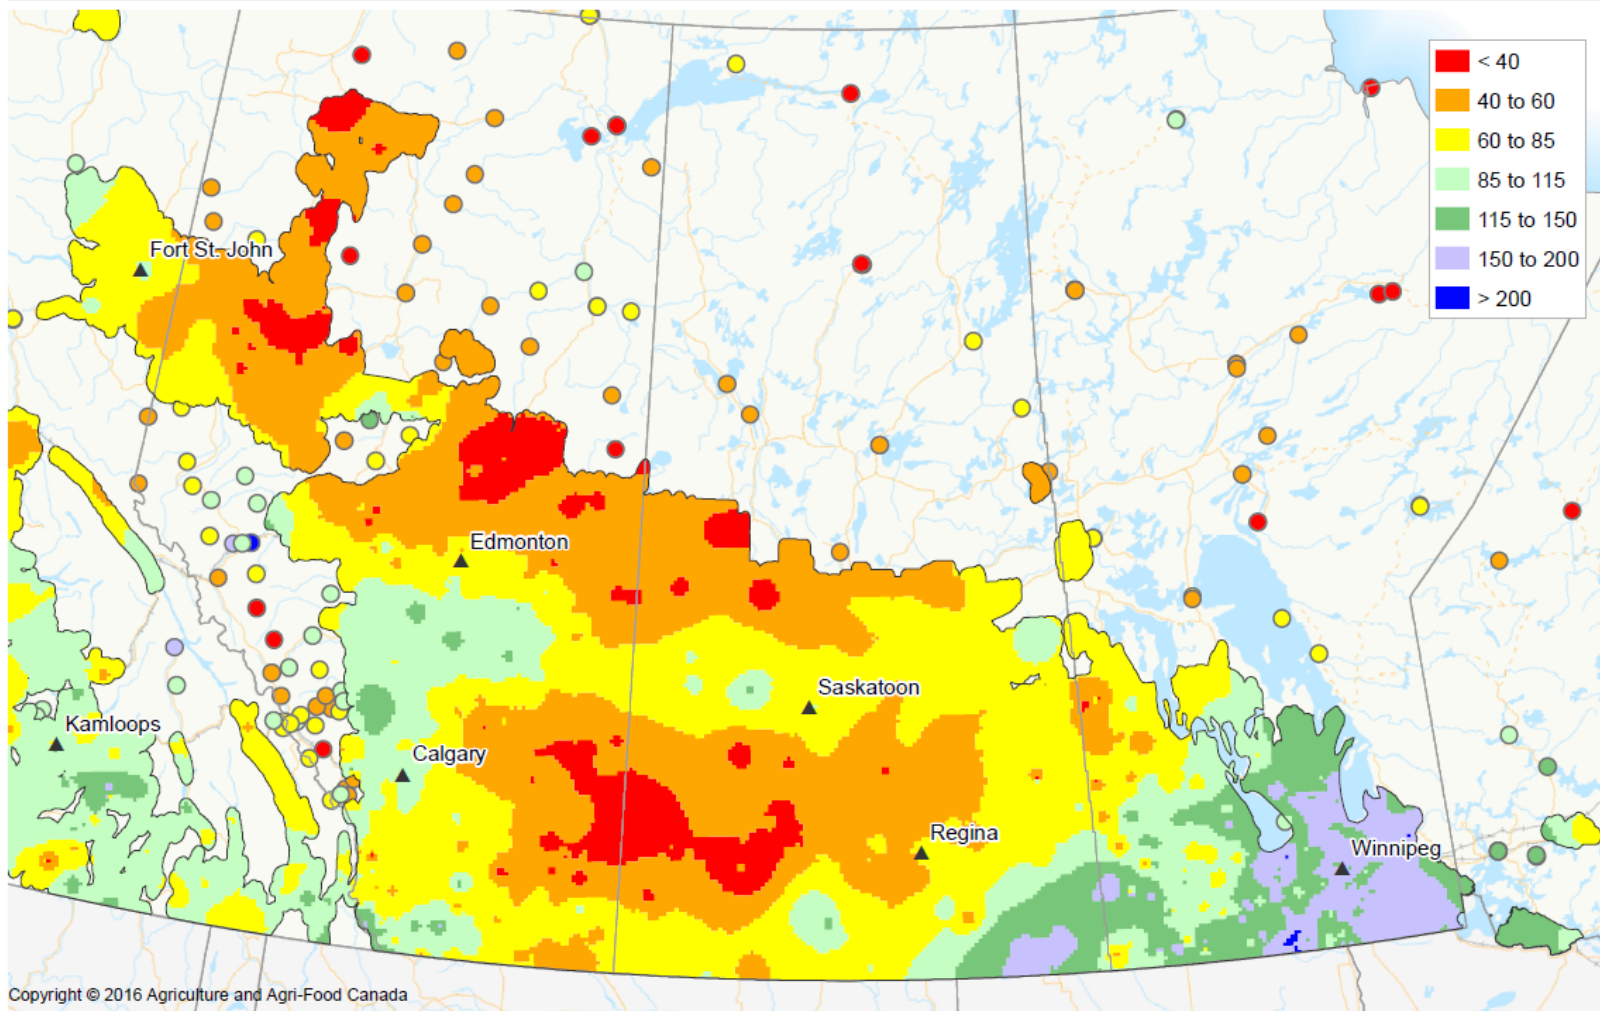 < 40
40 to 60
60 to 85
85 to 115
115 to 150
150 to 200
> 200
Fort St. John
Edmonton
Saskatoon
Kamloops
Calgary
Regina
Winnipeg
Copyright © 2016 Agriculture and Agri-Food Canada